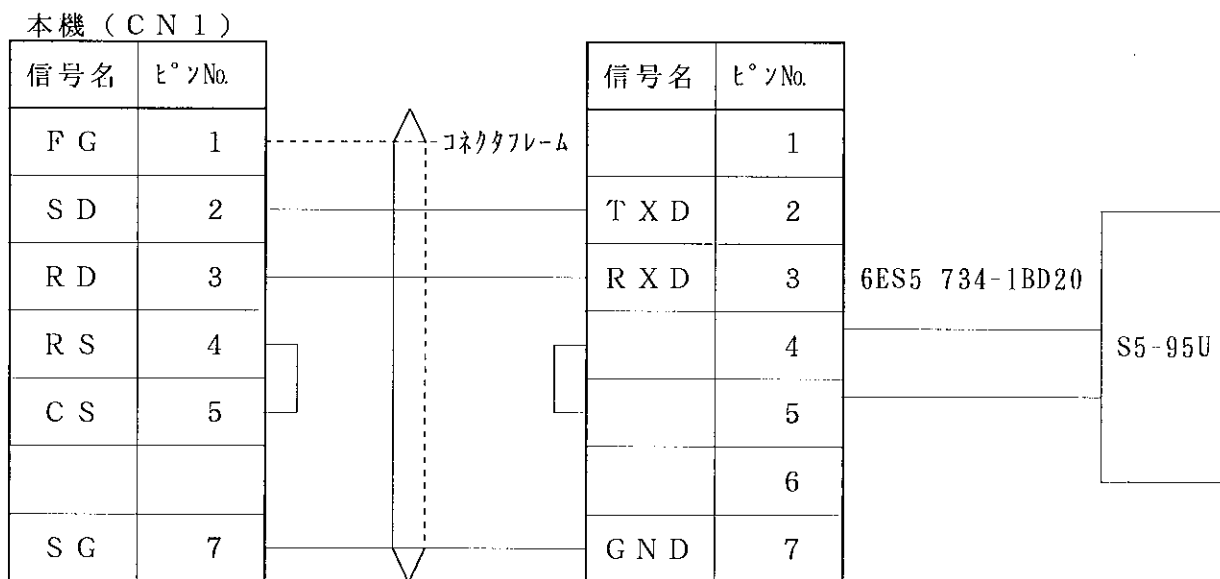 本機（ＣＮ１）
信号名 ピンNo.
ＦＧ 1
ＳＤ 2
ＲＤ 3
ＲＳ 4
ＣＳ 5
ＳＧ 7
コネクタフレーム
信号名 ピンNo.
1
ＴＸＤ 2
ＲＸＤ 3
4
5
6
ＧＮＤ 7
6ES5 734-1BD20
S5-95U